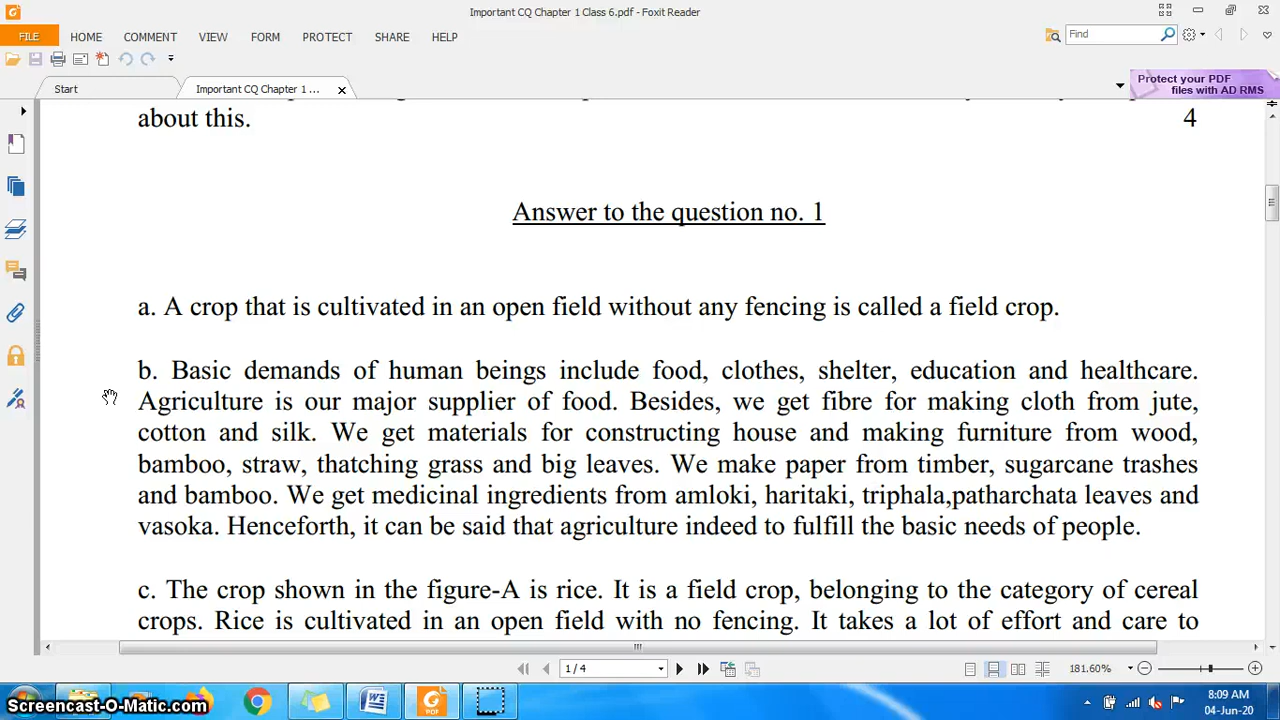 Important CQ Chapter 1 Class 6.pdf - Foxit Reader
FILE HOME COMMENT VIEW FORM PROTECT SHARE HELP Find
Start Important CQ Chapter 1 ... Protect your PDF
files with AD RMS
about this. 4
Answer to the question no. 1
a. A crop that is cultivated in an open field without any fencing is called a field crop.
b. Basic demands of human beings include food, clothes, shelter, education and healthcare.
Agriculture is our major supplier of food. Besides, we get fibre for making cloth from jute,
cotton and silk. We get materials for constructing house and making furniture from wood,
bamboo, straw, thatching grass and big leaves. We make paper from timber, sugarcane trashes
and bamboo. We get medicinal ingredients from amloki, haritaki, triphala,patharchata leaves and
vasoka. Henceforth, it can be said that agriculture indeed to fulfill the basic needs of people.
c. The crop shown in the figure-A is rice. It is a field crop, belonging to the category of cereal
crops. Rice is cultivated in an open field with no fencing. It takes a lot of effort and care to
1 / 4 181.60%
8:09 AM
Screencast-O-Matic.com 04-Jun-20